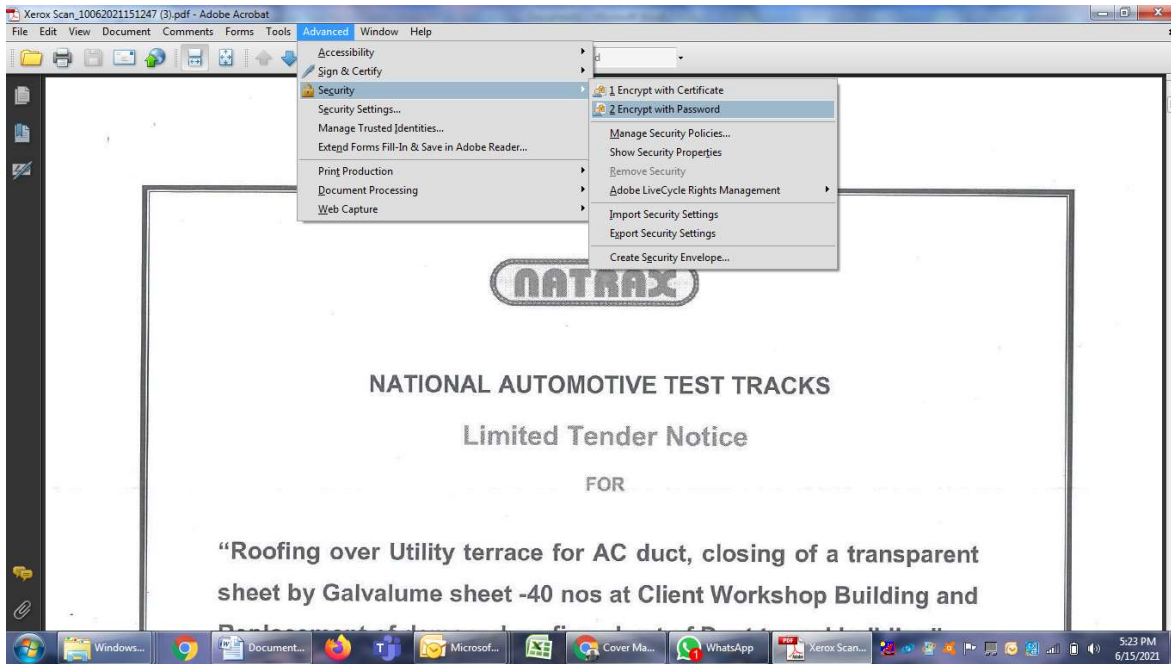 Xerox Scan_10062021151247 (3).pdf - Adobe Acrobat
File Edit View Document Comments Forms Tools Advanced Window Help
Accessibility
Sign & Certify
Security
Security Settings...
Manage Trusted Identities...
Extend Forms Fill-In & Save in Adobe Reader...
Print Production
Document Processing
Web Capture
1 Encrypt with Certificate
2 Encrypt with Password
Manage Security Policies...
Show Security Properties
Remove Security
Adobe LiveCycle Rights Management
Import Security Settings
Export Security Settings
Create Security Envelope...
NATRAX
NATIONAL AUTOMOTIVE TEST TRACKS
Limited Tender Notice
FOR
“Roofing over Utility terrace for AC duct, closing of a transparent
sheet by Galvalume sheet -40 nos at Client Workshop Building and
Windows... Document... Microsof... Cover Ma... WhatsApp Xerox Scan...
5:23 PM
6/15/2021